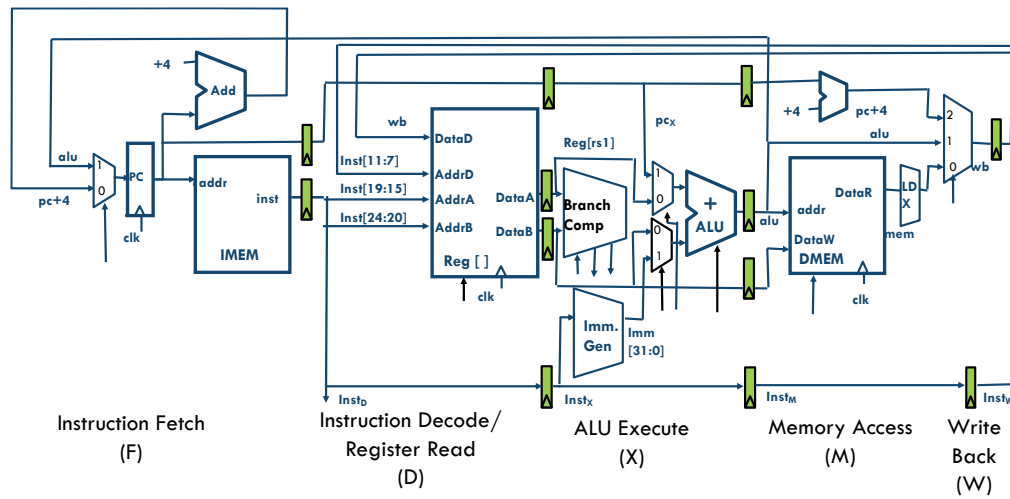 +4
Add
alu
1
0
pc+4
PC
clk
addr
inst
IMEM
wb
DataD
Inst[11:7]
AddrD
Inst[19:15]
AddrA
DataA
Inst[24:20]
AddrB
DataB
Reg [ ]
clk
Reg[rs1]
pcX
Branch
Comp
1
0
0
1
+
ALU
Imm.
Gen
Imm
[31:0]
alu
+4
pc+4
alu
addr
DataR
DataW
DMEM
clk
LD
X
mem
2
1
0
wb
InstD
InstX
InstM
Instruction Fetch
(F)
Instruction Decode/
Register Read
(D)
ALU Execute
(X)
Memory Access
(M)
Write
Back
(W)